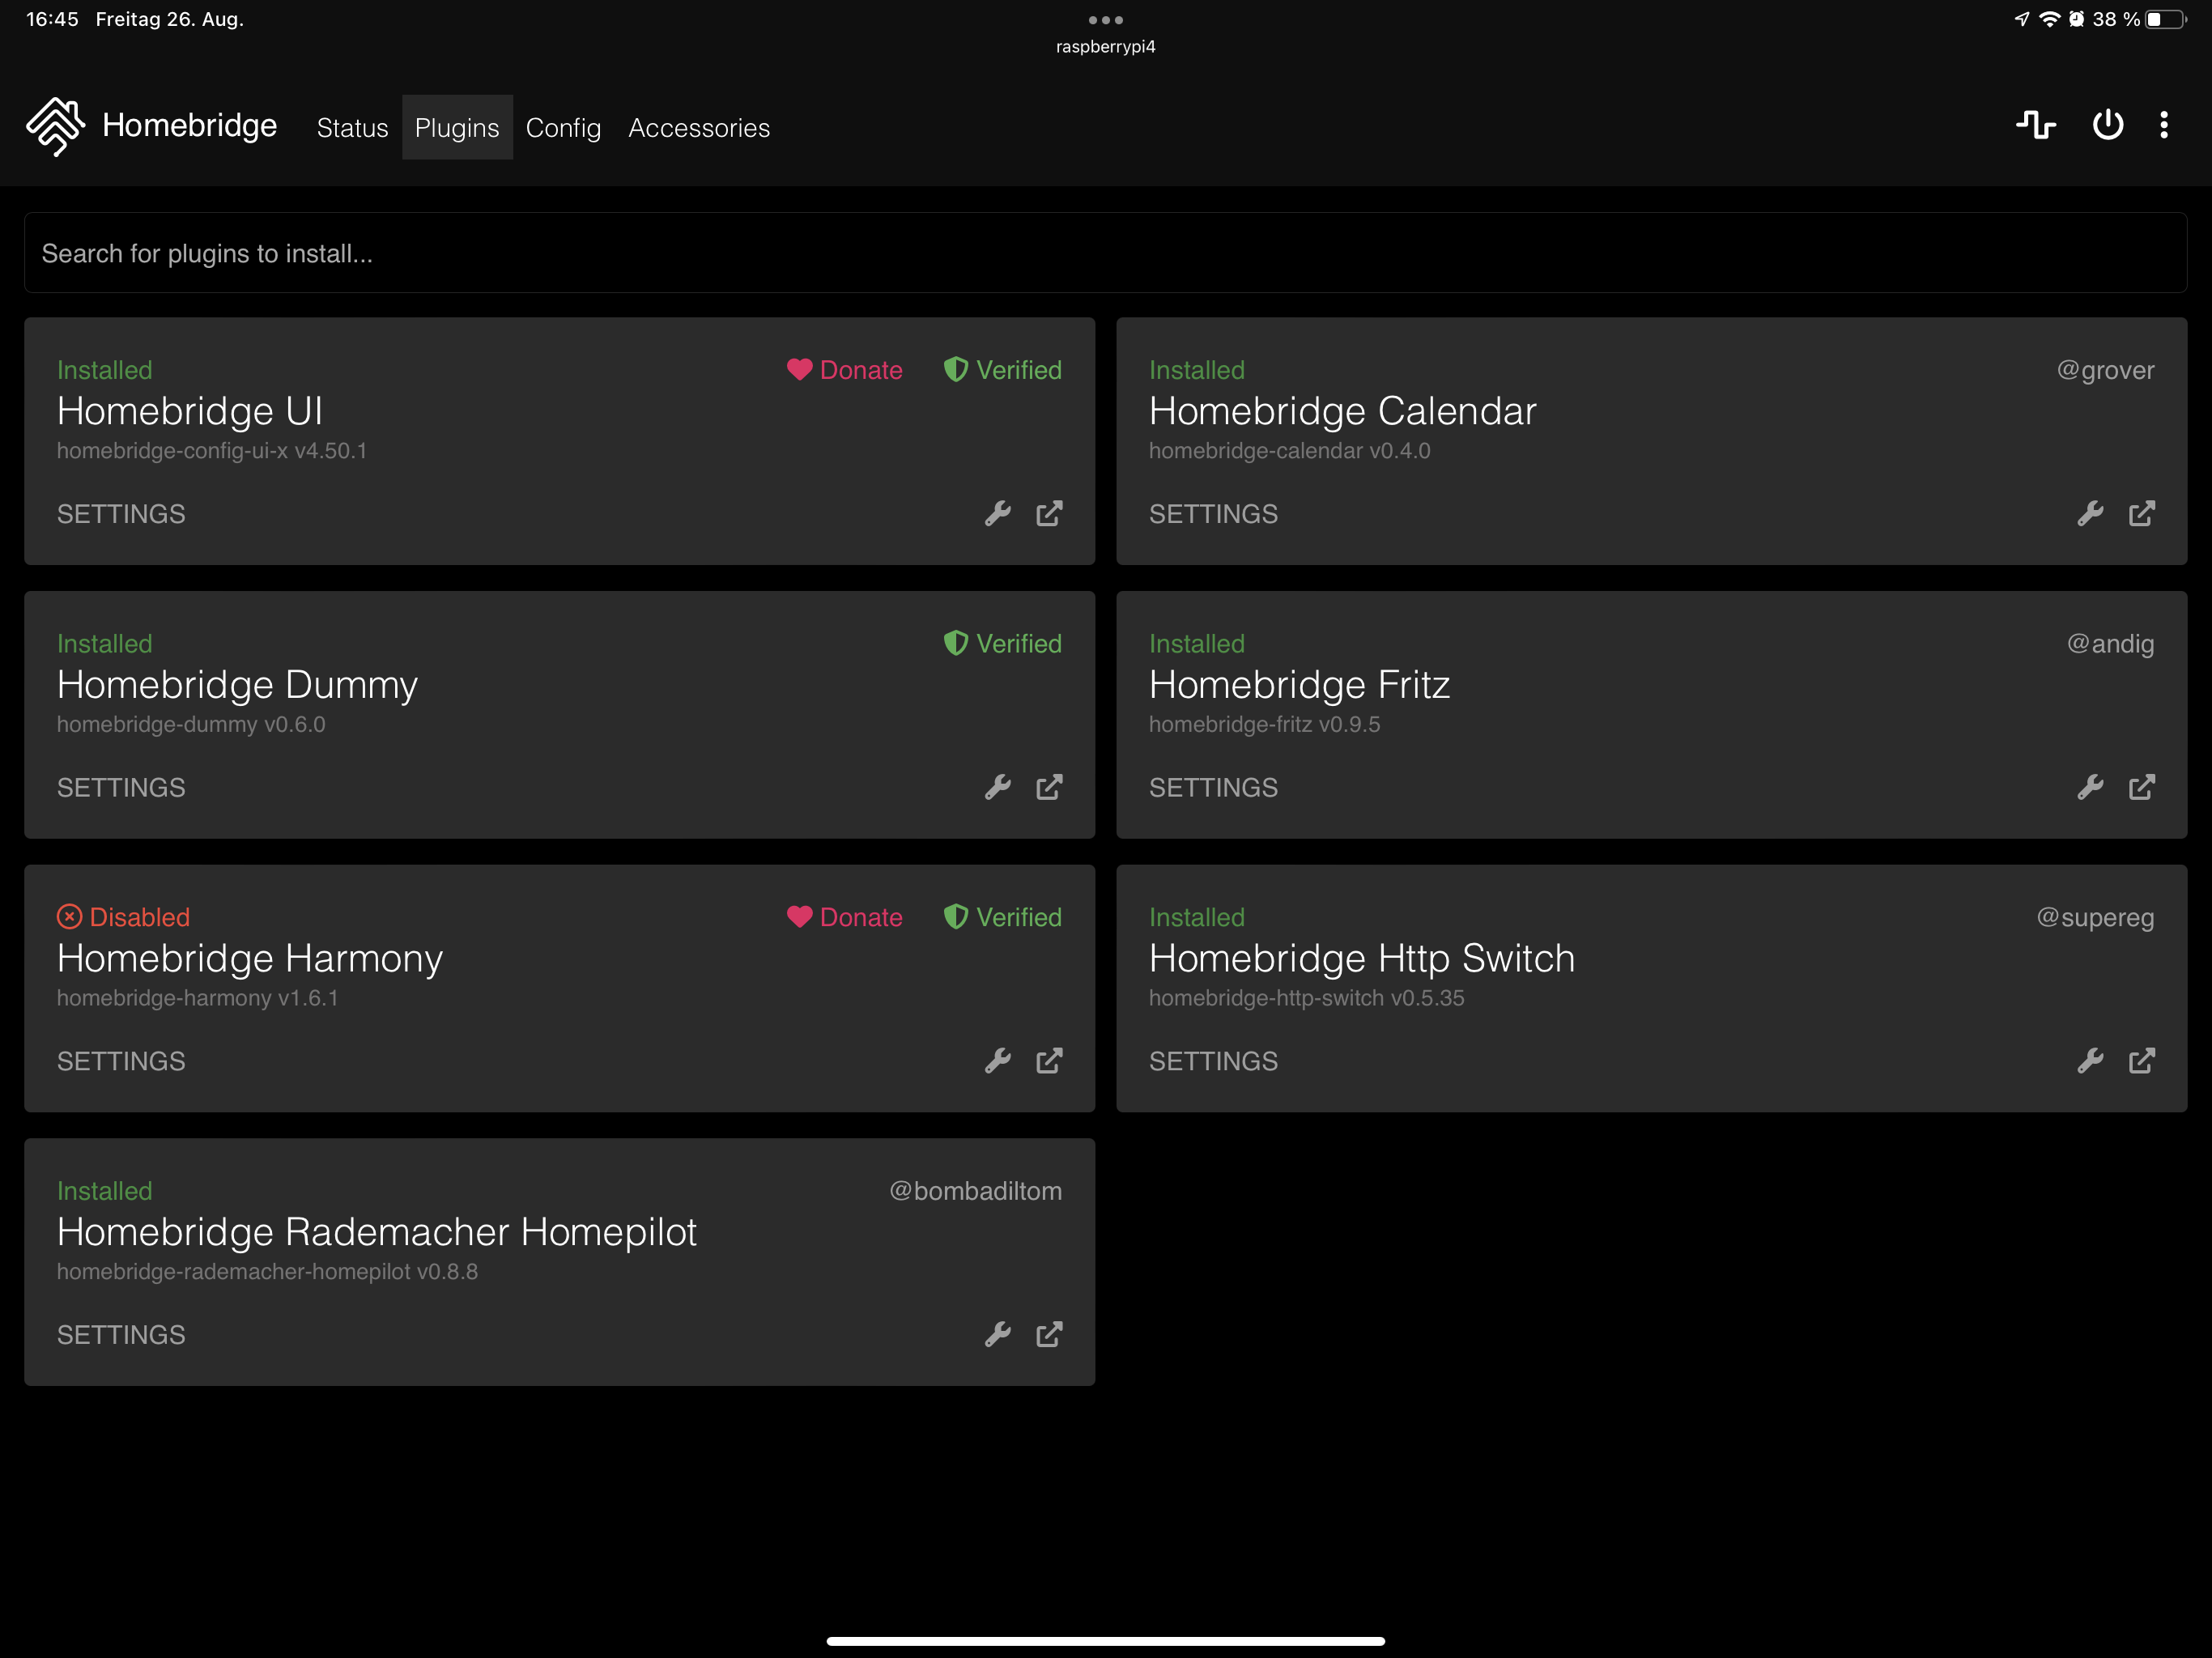 16:45 Freitag 26. Aug.
38 %
raspberrypi4
Homebridge Status Plugins Config Accessories
Search for plugins to install...
Installed Donate Verified
Homebridge UI
homebridge-config-ui-x v4.50.1
SETTINGS
Installed @grover
Homebridge Calendar
homebridge-calendar v0.4.0
SETTINGS
Installed Verified
Homebridge Dummy
homebridge-dummy v0.6.0
SETTINGS
Installed @andig
Homebridge Fritz
homebridge-fritz v0.9.5
SETTINGS
Disabled Donate Verified
Homebridge Harmony
homebridge-harmony v1.6.1
SETTINGS
Installed @supereg
Homebridge Http Switch
homebridge-http-switch v0.5.35
SETTINGS
Installed @bombadiltom
Homebridge Rademacher Homepilot
homebridge-rademacher-homepilot v0.8.8
SETTINGS